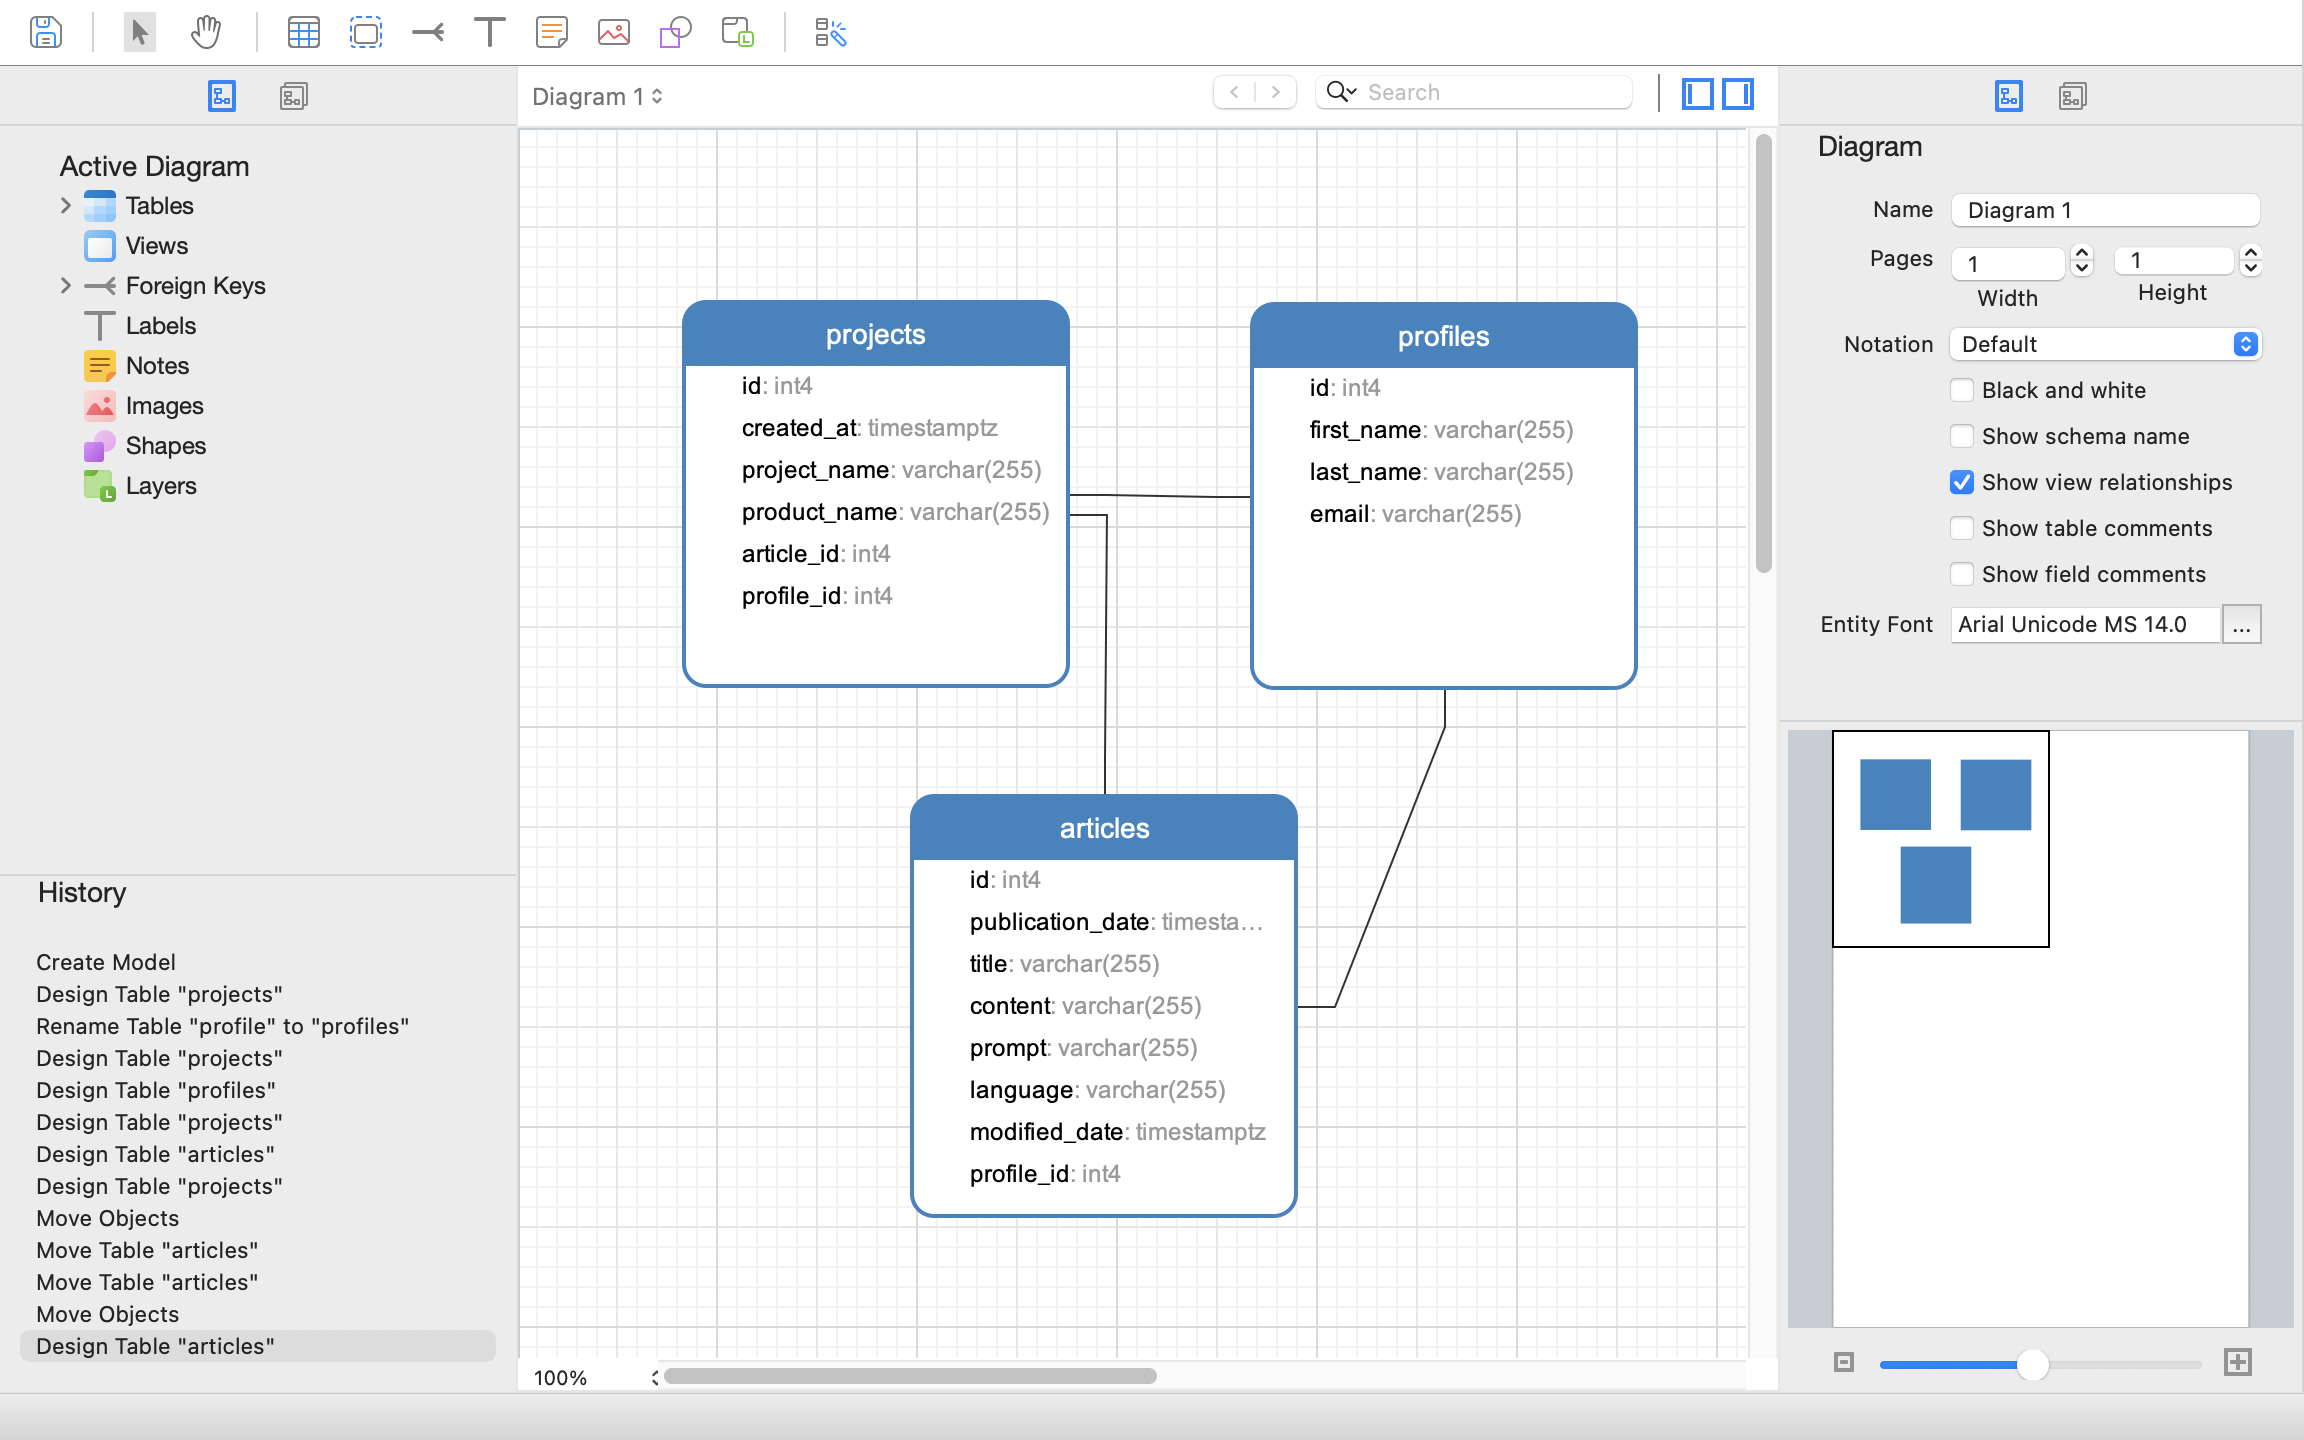 Diagram 1
Search
Active Diagram
Tables
Views
Foreign Keys
Labels
Notes
Images
Shapes
Layers
L
History
Create Model
Design Table "projects"
Rename Table "profile" to "profiles"
Design Table "projects"
Design Table "profiles"
Design Table "projects"
Design Table "articles"
Design Table "projects"
Move Objects
Move Table "articles"
Move Table "articles"
Move Objects
Design Table "articles"
projects
id: int4
created_at: timestamptz
project_name: varchar(255)
product_name: varchar(255)
article_id: int4
profile_id: int4
profiles
id: int4
first_name: varchar(255)
last_name: varchar(255)
email: varchar(255)
articles
id: int4
publication_date: timesta...
title: varchar(255)
content: varchar(255)
prompt: varchar(255)
language: varchar(255)
modified_date: timestamptz
profile_id: int4
100%
Diagram
Name Diagram 1
Pages 1 1
Width Height
Notation Default
Black and white
Show schema name
Show view relationships
Show table comments
Show field comments
Entity Font Arial Unicode MS 14.0 ...